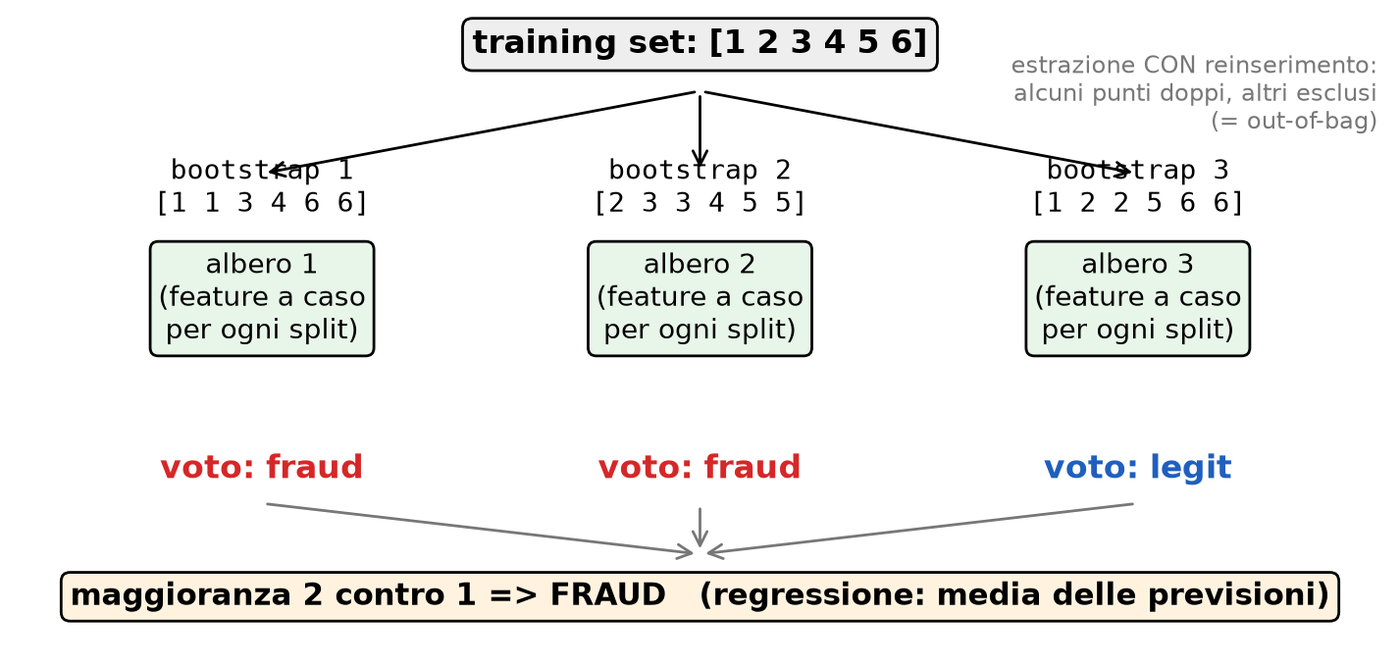 training set: [1 2 3 4 5 6]
estrazione CON reinserimento:
alcuni punti doppi, altri esclusi
(= out-of-bag)
bootstrap 1
[1 1 3 4 6 6]
bootstrap 2
[2 3 3 4 5 5]
bootstrap 3
[1 2 2 5 6 6]
albero 1
(feature a caso
per ogni split)
albero 2
(feature a caso
per ogni split)
albero 3
(feature a caso
per ogni split)
voto: fraud
voto: fraud
voto: legit
maggioranza 2 contro 1 => FRAUD   (regressione: media delle previsioni)